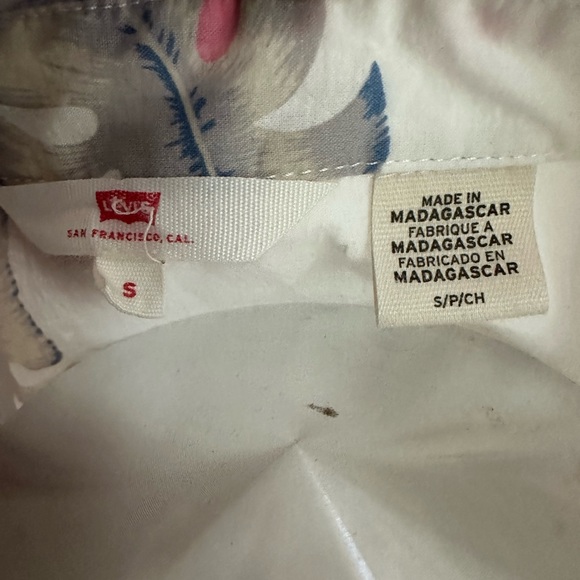 LEVI'S
SAN FRANCISCO, CAL.
S
MADE IN
MADAGASCAR
FABRIQUE A
MADAGASCAR
FABRICADO EN
MADAGASCAR
S/P/CH